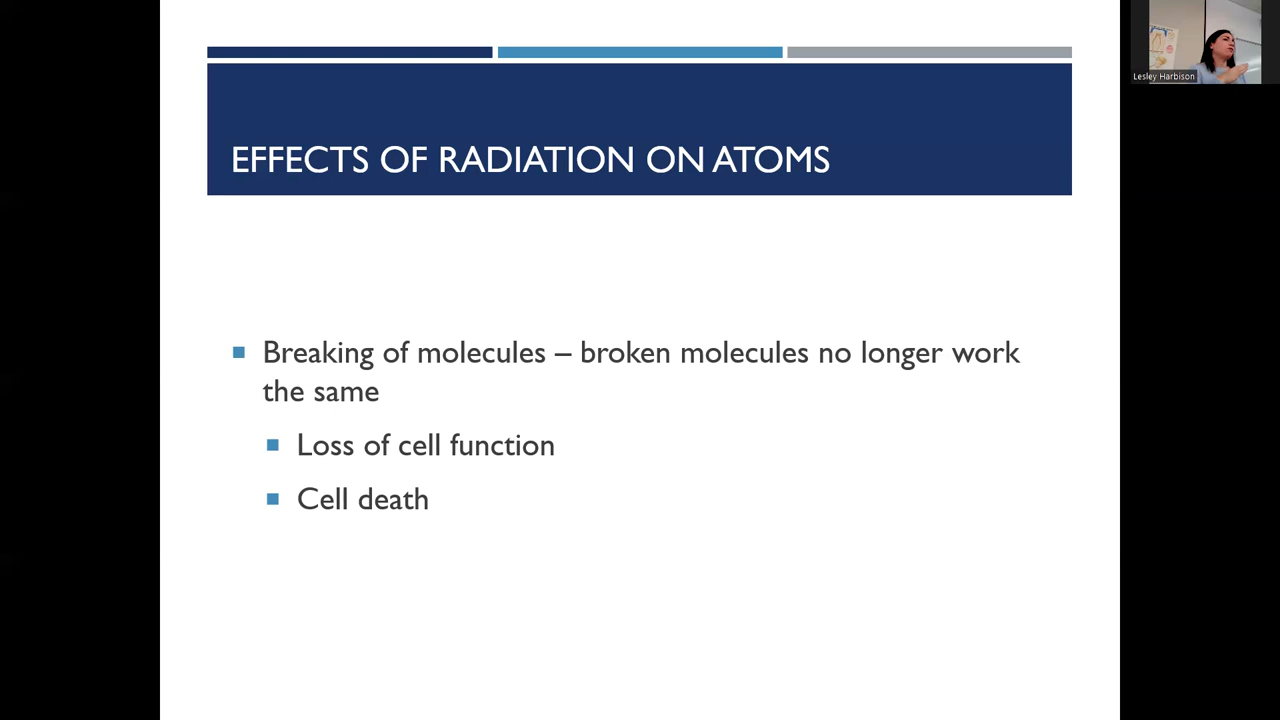 Lesley Harbison
EFFECTS OF RADIATION ON ATOMS
Breaking of molecules – broken molecules no longer work
the same
Loss of cell function
Cell death